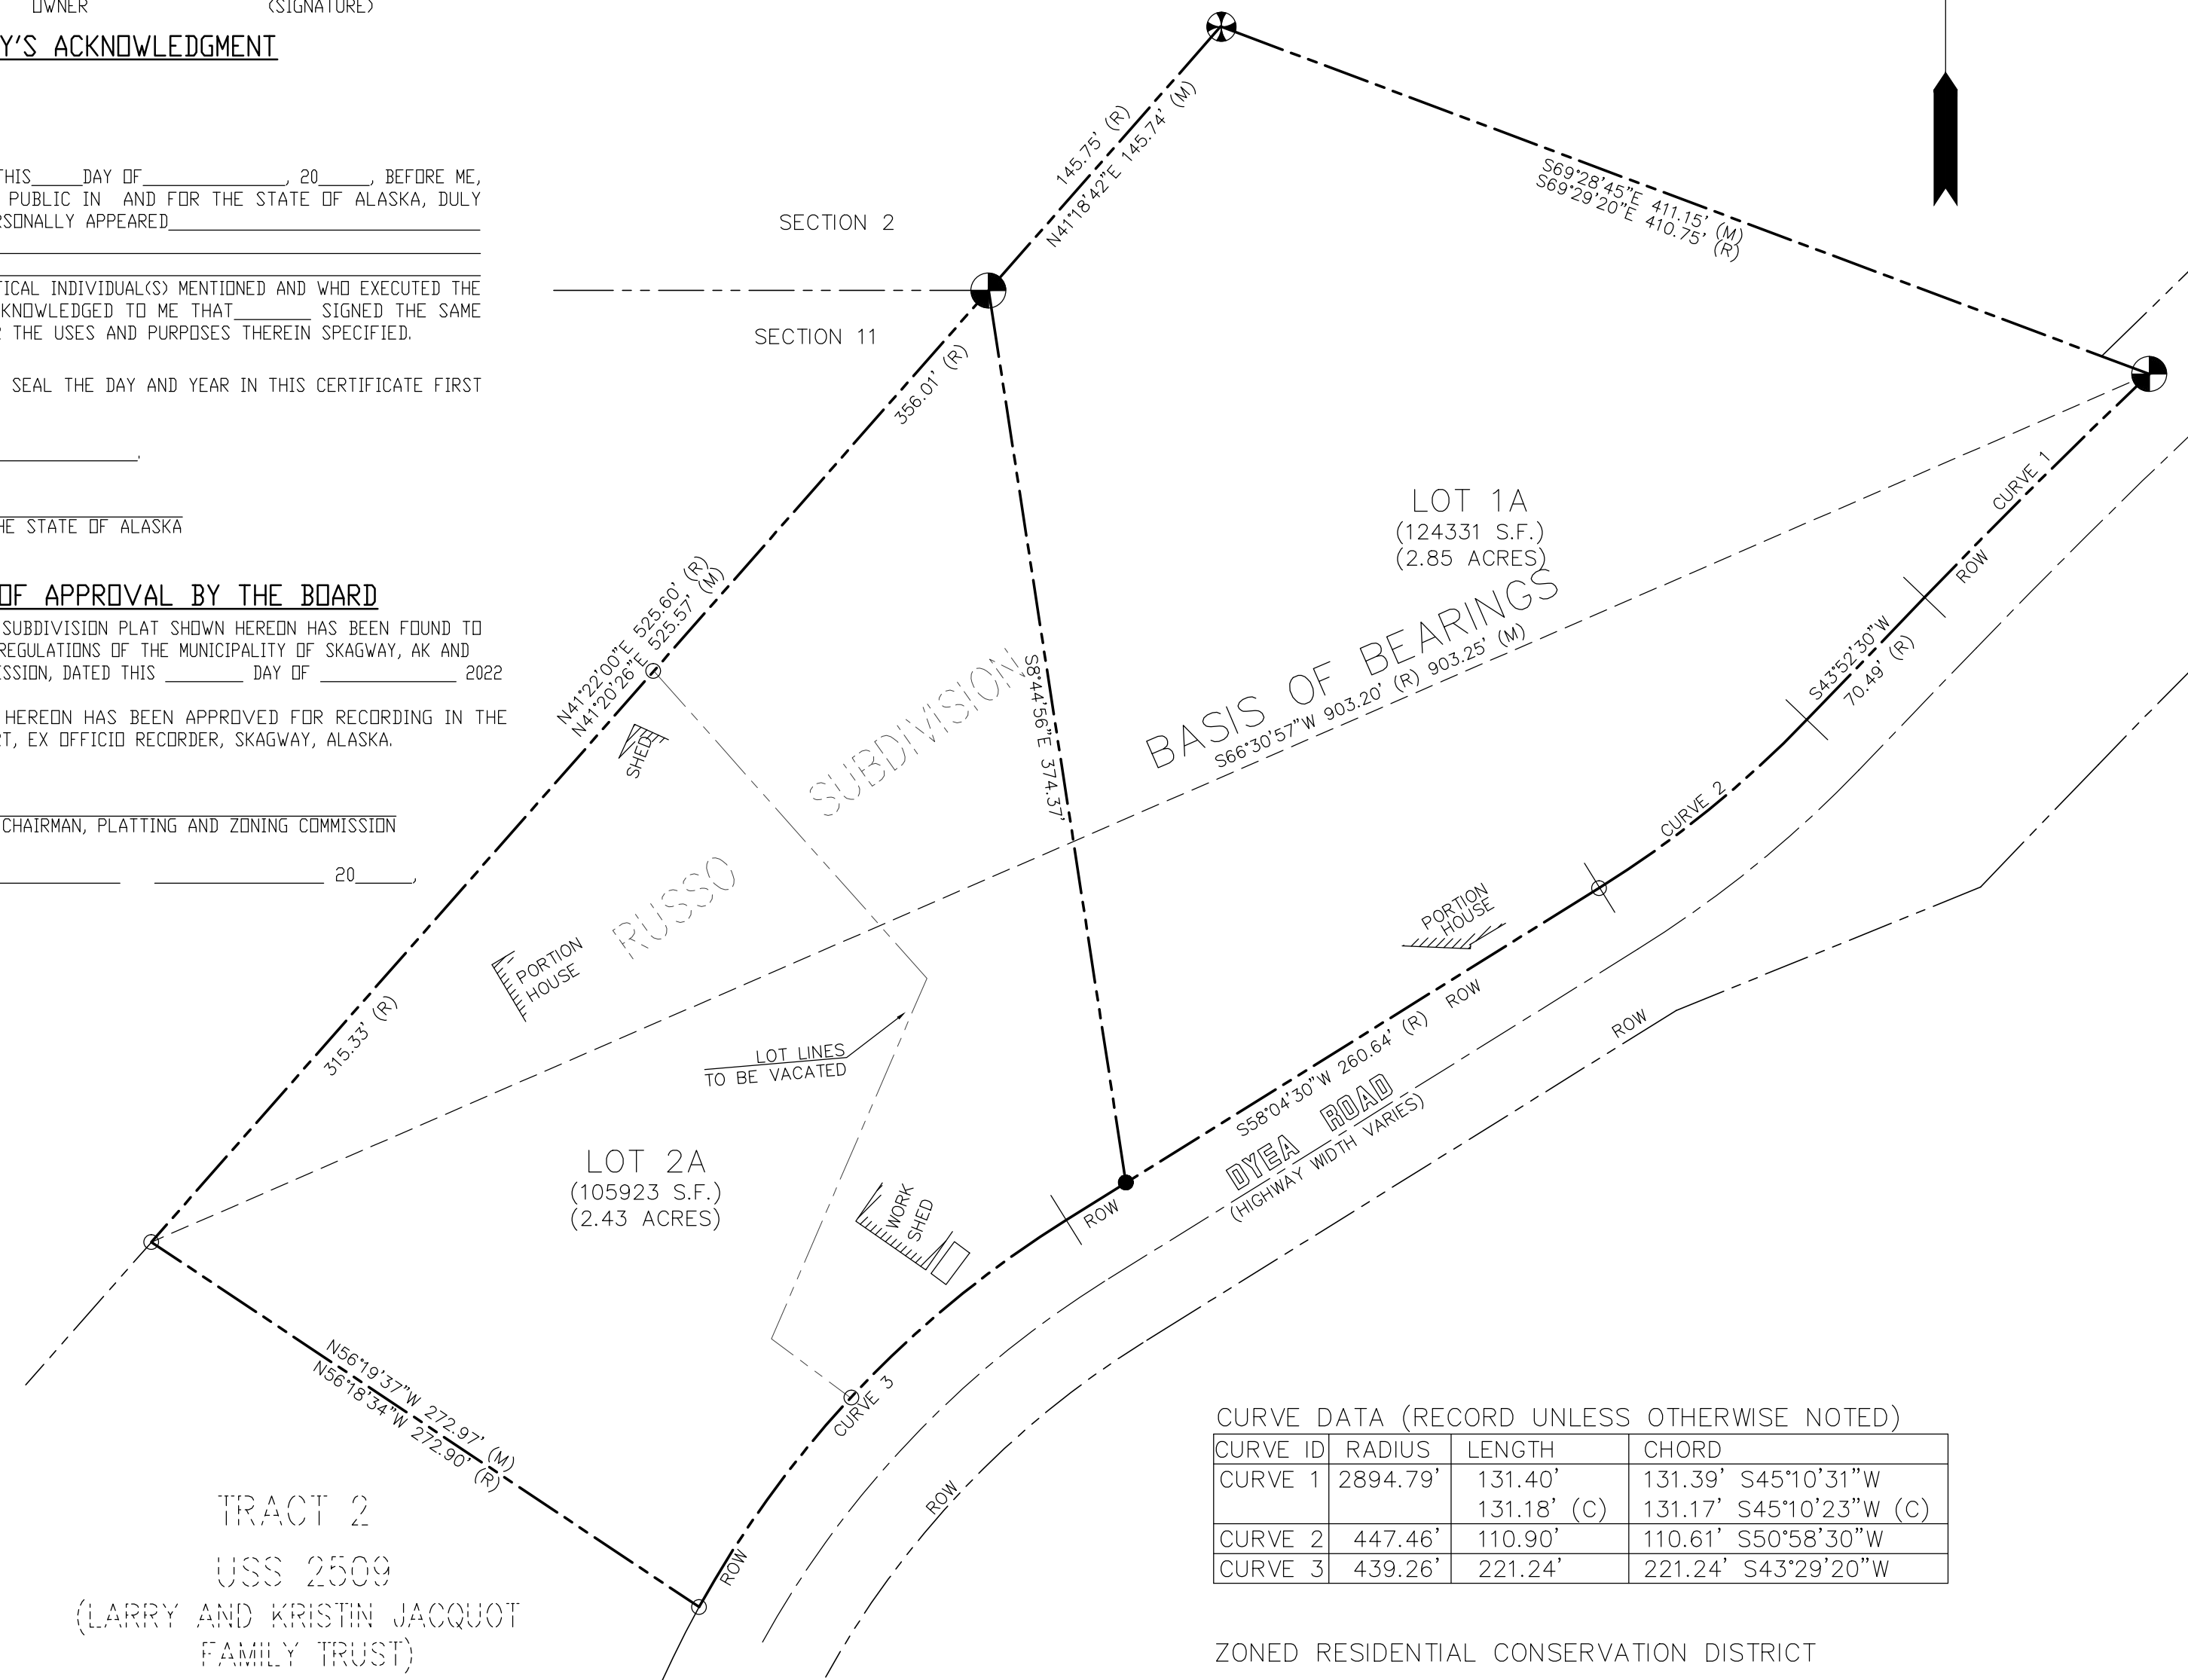 OWNER (SIGNATURE)
Y'S ACKNOWLEDGMENT
THIS_____DAY OF______________, 20_____, BEFORE ME,
PUBLIC IN AND FOR THE STATE OF ALASKA, DULY
RSONALLY APPEARED
TICAL INDIVIDUAL(S) MENTIONED AND WHO EXECUTED THE
KNOWLEDGED TO ME THAT________ SIGNED THE SAME
R THE USES AND PURPOSES THEREIN SPECIFIED.
SEAL THE DAY AND YEAR IN THIS CERTIFICATE FIRST
HE STATE OF ALASKA
OF APPROVAL BY THE BOARD
SUBDIVISION PLAT SHOWN HEREON HAS BEEN FOUND TO
REGULATIONS OF THE MUNICIPALITY OF SKAGWAY, AK AND
ISSION, DATED THIS ________ DAY OF ______________ 2022
HEREON HAS BEEN APPROVED FOR RECORDING IN THE
RT, EX OFFICIO RECORDER, SKAGWAY, ALASKA.
CHAIRMAN, PLATTING AND ZONING COMMISSION
20______,
SECTION 2
SECTION 11
145.75' (R)
N41°18'42"E 145.74' (M)
S69°28'45"E 411.15' (M)
S69°29'20"E 410.75' (R)
356.01' (R)
N41°22'00"E 525.60' (R)
N41°20'26"E 525.57' (M)
SHED
315.33' (R)
PORTION
HOUSE
RUSSO
SUBDIVISION
S8°44'56"E 374.37'
LOT 1A
(124331 S.F.)
(2.85 ACRES)
BASIS OF BEARINGS
S66°30'57"W 903.20' (R) 903.25' (M)
CURVE 1
ROW
S43°52'30"W
70.49' (R)
CURVE 2
PORTION
HOUSE
ROW
S58°04'30"W 260.64' (R)
DYEA ROAD
(HIGHWAY WIDTH VARIES)
ROW
LOT LINES
TO BE VACATED
LOT 2A
(105923 S.F.)
(2.43 ACRES)
WORK
SHED
ROW
CURVE 3
ROW
ROW
N56°19'37"W 272.97' (M)
N56°18'34"W 272.90' (R)
TRACT 2
USS 2509
(LARRY AND KRISTIN JACQUOT
FAMILY TRUST)
CURVE DATA (RECORD UNLESS OTHERWISE NOTED)
CURVE ID RADIUS LENGTH CHORD
CURVE 1 2894.79' 131.40' 131.39' S45°10'31"W
131.18' (C) 131.17' S45°10'23"W (C)
CURVE 2 447.46' 110.90' 110.61' S50°58'30"W
CURVE 3 439.26' 221.24' 221.24' S43°29'20"W
ZONED RESIDENTIAL CONSERVATION DISTRICT